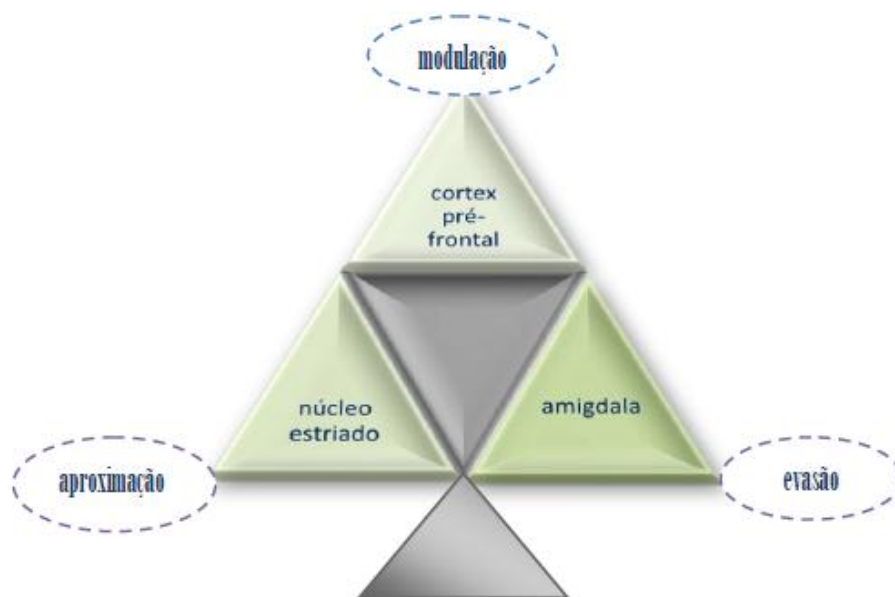 modulação
cortex
pré-
frontal
núcleo
estriado
amigdala
aproximação
evasão